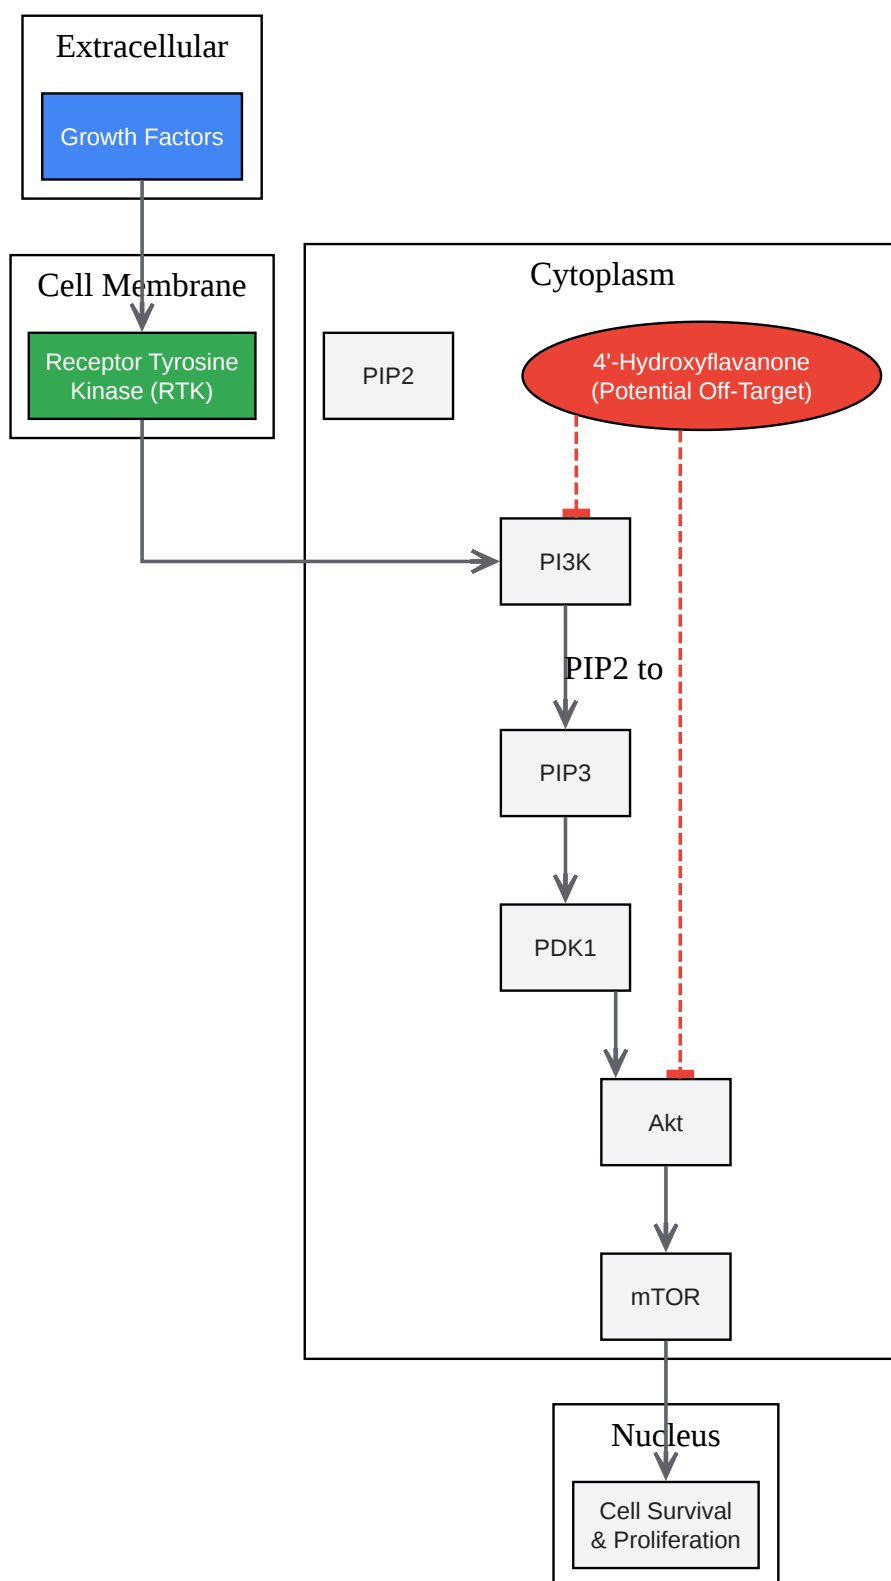 Extracellular
Growth Factors
Cell Membrane
Receptor Tyrosine
Kinase (RTK)
Cytoplasm
PIP2
4'-Hydroxyflavanone
(Potential Off-Target)
PI3K
PIP2 to
PIP3
PDK1
Akt
mTOR
Nucleus
Cell Survival
& Proliferation